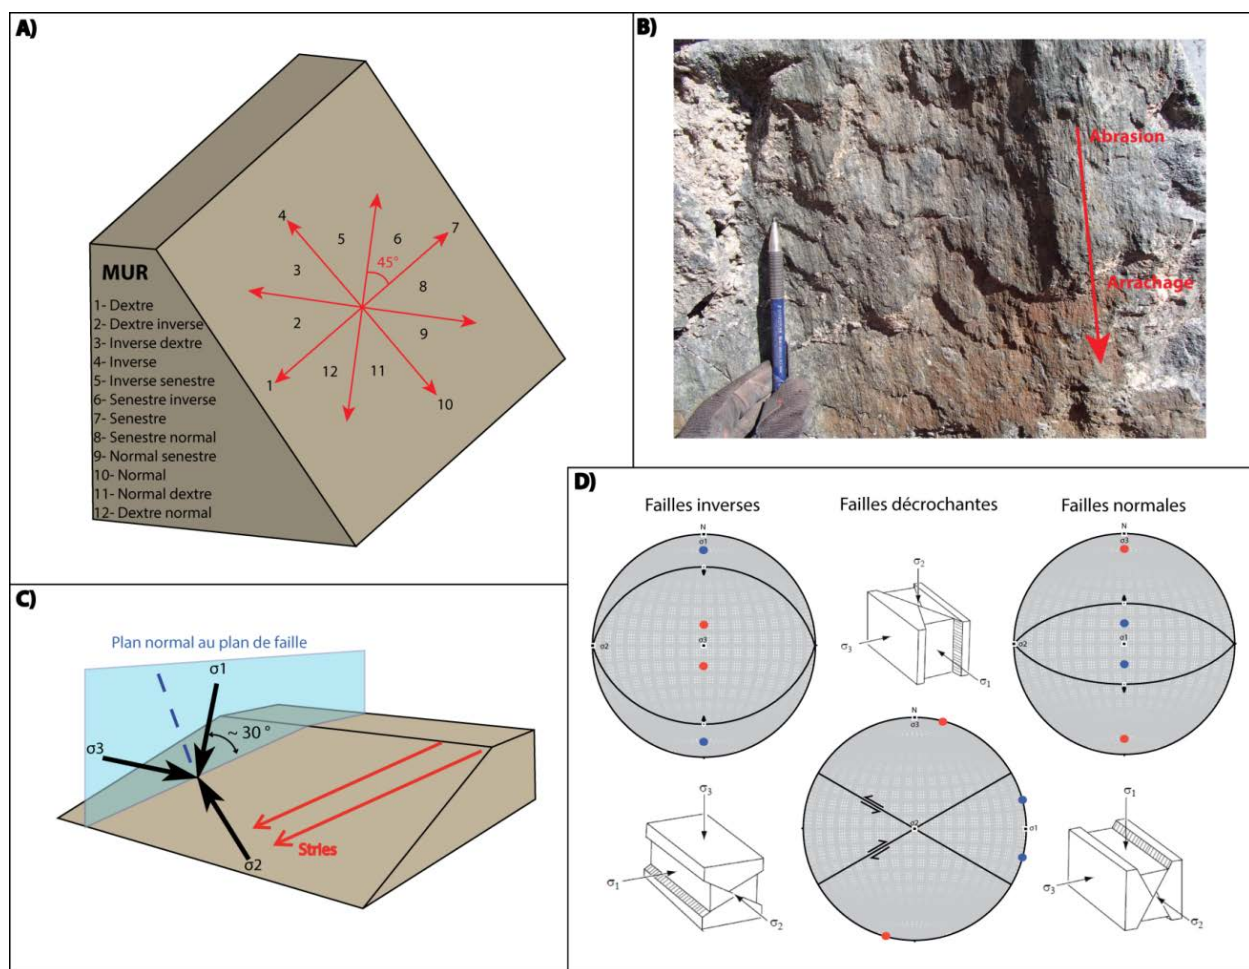 A)
4
5
6
7
45°
3
8
2
9
12
11
1
10
MUR
1- Dextre
2- Dextre inverse
3- Inverse dextre
4- Inverse
5- Inverse senestre
6- Senestre inverse
7- Senestre
8- Senestre normal
9- Normal senestre
10- Normal
11- Normal dextre
12- Dextre normal
B)
Abrasion
Arrachage
C)
Plan normal au plan de faille
σ1
~ 30 °
σ3
σ2
Stries
D)
Failles inverses
Failles décrochantes
Failles normales
N
σ1
σ2
σ3
σ2
σ3
σ1
N
σ3
σ2
σ1
σ3
σ1
σ2
N
σ3
σ2
σ1
σ1
σ3
σ2